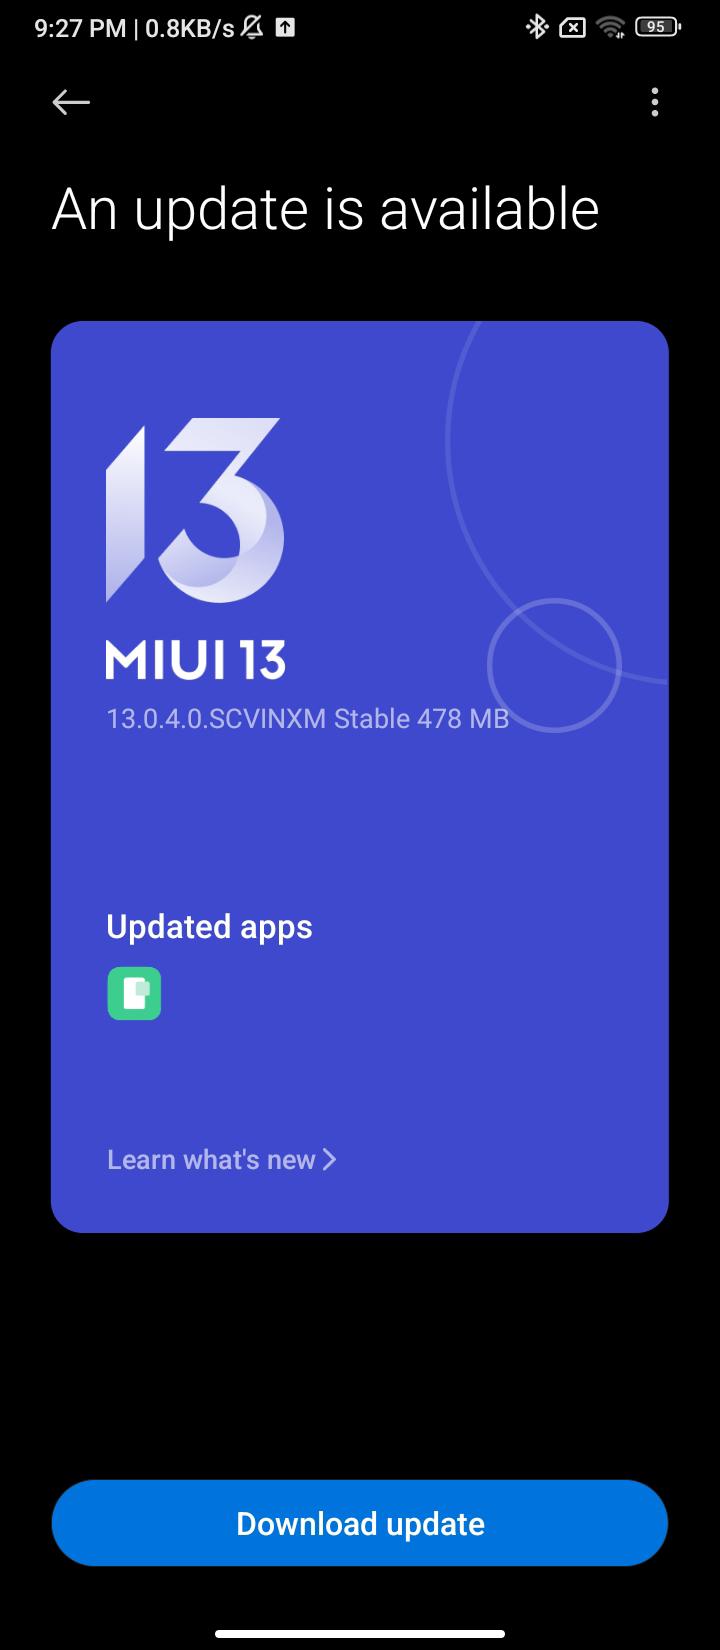 9:27 PM | 0.8KB/s
95
An update is available
13
MIUI 13
13.0.4.0.SCVINXM Stable 478 MB
Updated apps
Learn what's new
Download update